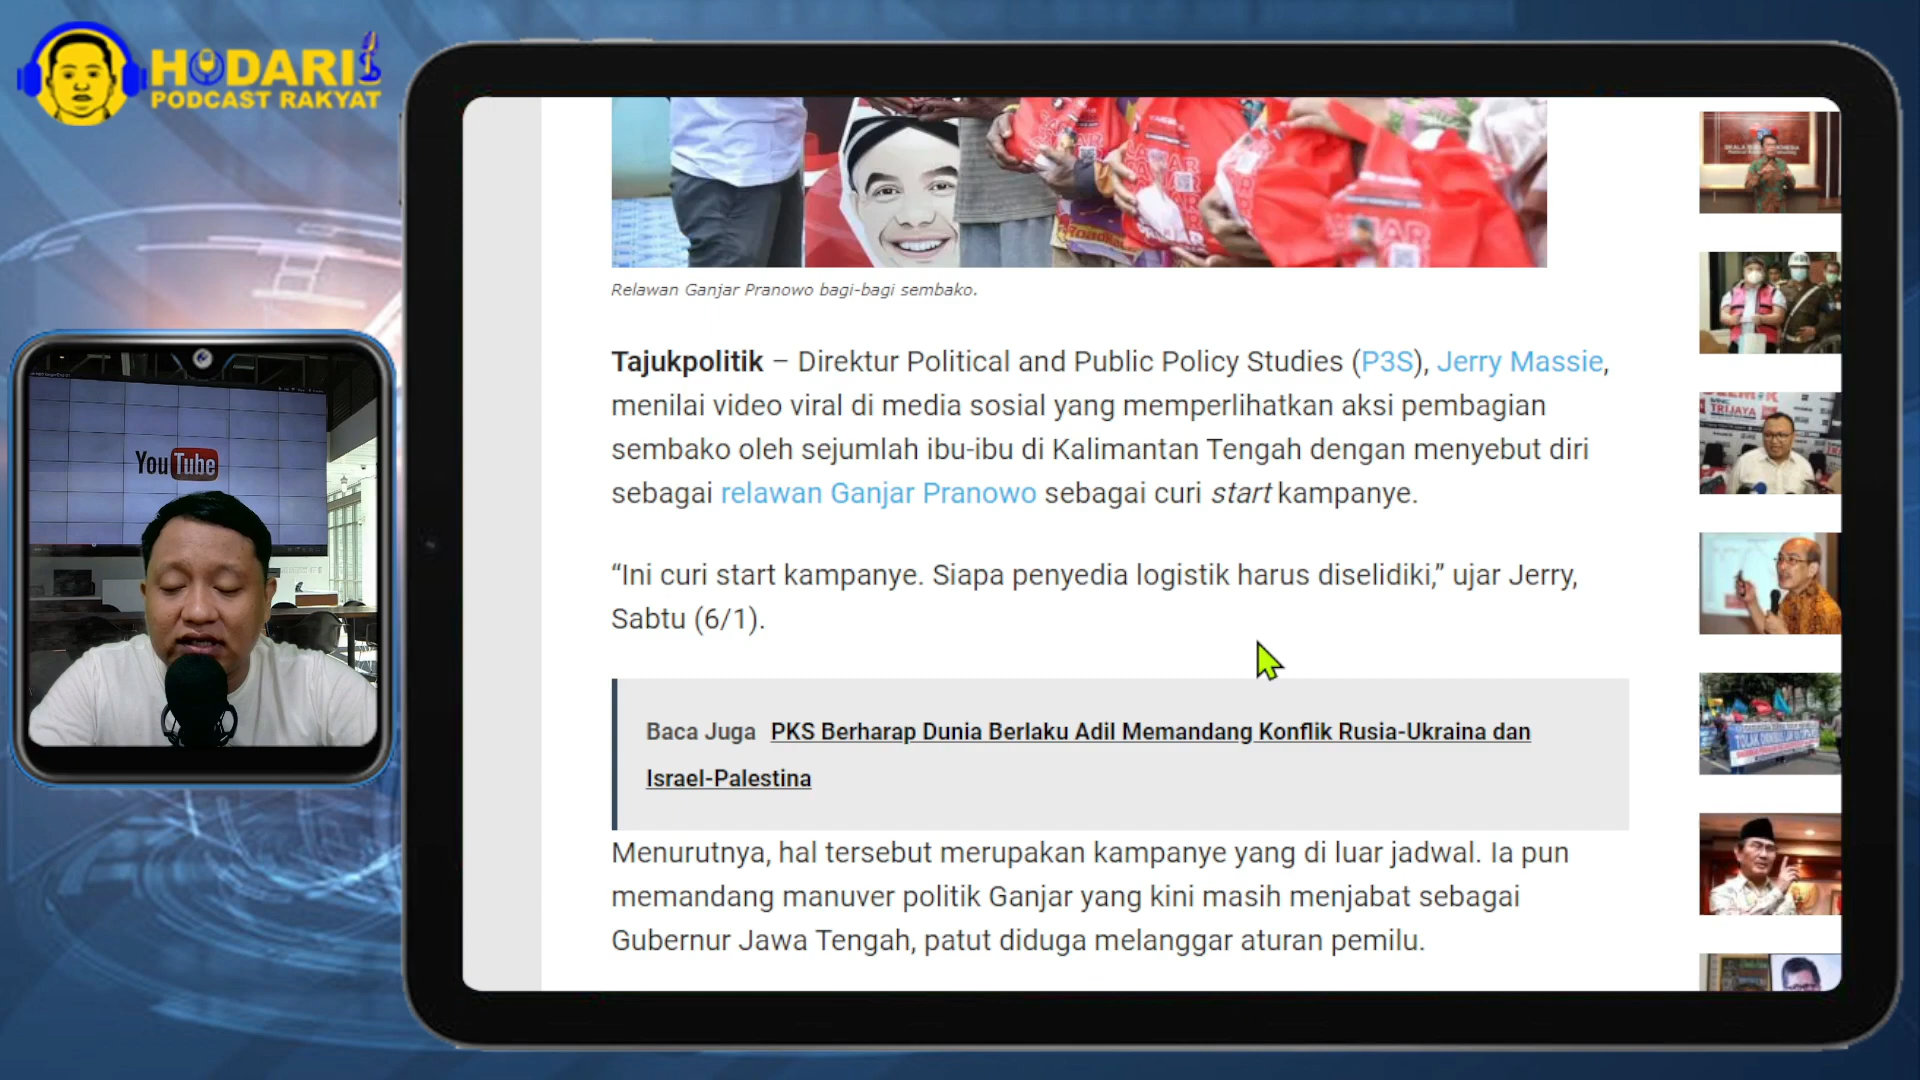 HODARI
PODCAST RAKYAT
YouTube
GANJAR
TRIJAYA
Relawan Ganjar Pranowo bagi-bagi sembako.
Tajukpolitik – Direktur Political and Public Policy Studies (P3S), Jerry Massie,
menilai video viral di media sosial yang memperlihatkan aksi pembagian
sembako oleh sejumlah ibu-ibu di Kalimantan Tengah dengan menyebut diri
sebagai relawan Ganjar Pranowo sebagai curi start kampanye.
“Ini curi start kampanye. Siapa penyedia logistik harus diselidiki,” ujar Jerry,
Sabtu (6/1).
Baca Juga PKS Berharap Dunia Berlaku Adil Memandang Konflik Rusia-Ukraina dan
Israel-Palestina
Menurutnya, hal tersebut merupakan kampanye yang di luar jadwal. Ia pun
memandang manuver politik Ganjar yang kini masih menjabat sebagai
Gubernur Jawa Tengah, patut diduga melanggar aturan pemilu.